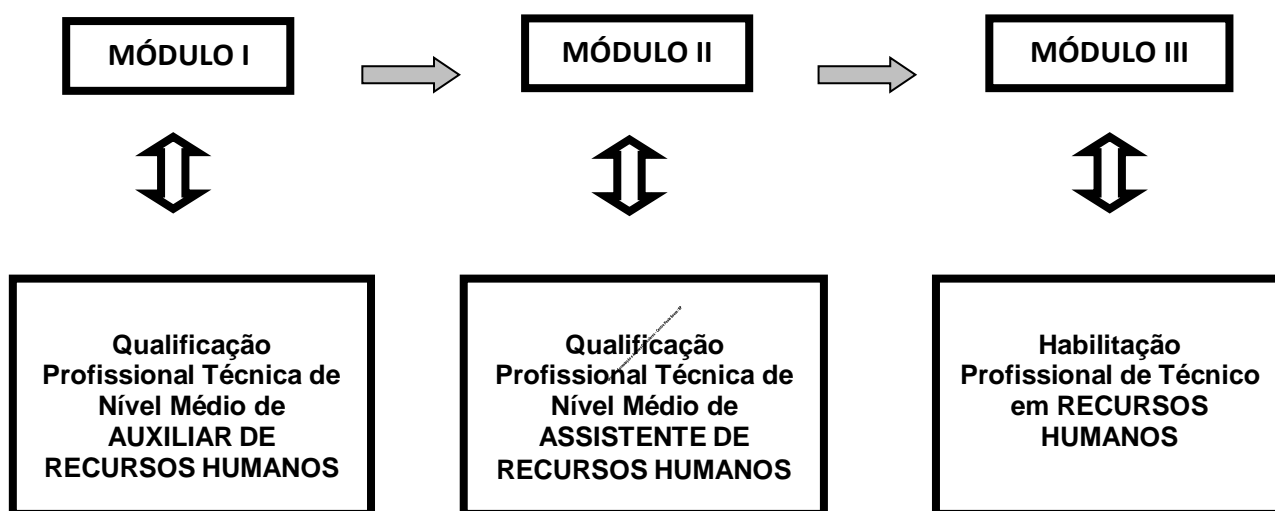 MÓDULO I
MÓDULO II
MÓDULO III
Qualificação
Profissional Técnica de
Nível Médio de
AUXILIAR DE
RECURSOS HUMANOS
Qualificação
Profissional Técnica de
Nível Médio de
ASSISTENTE DE
RECURSOS HUMANOS
Habilitação
Profissional de Técnico
em RECURSOS
HUMANOS